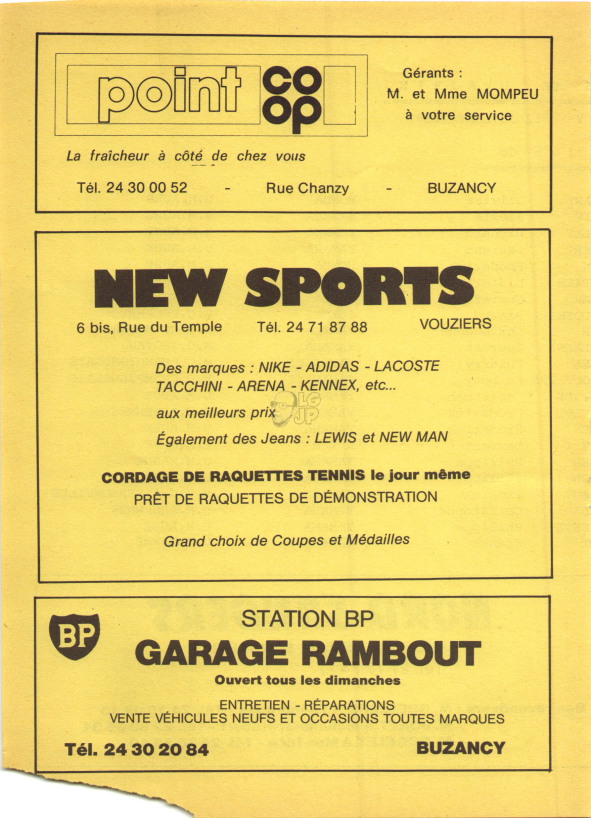 point CO OP
Gérants :
M. et Mme MOMPEU
à votre service
La fraîcheur à côté de chez vous
Tél. 24 30 00 52 - Rue Chanzy - BUZANCY
NEW SPORTS
6 bis, Rue du Temple Tél. 24 71 87 88 VOUZIERS
Des marques : NIKE - ADIDAS - LACOSTE
TACCHINI - ARENA - KENNEX, etc...
aux meilleurs prix
LG
JP
Également des Jeans : LEWIS et NEW MAN
CORDAGE DE RAQUETTES TENNIS le jour même
PRÊT DE RAQUETTES DE DÉMONSTRATION
Grand choix de Coupes et Médailles
BP
STATION BP
GARAGE RAMBOUT
Ouvert tous les dimanches
ENTRETIEN - RÉPARATIONS
VENTE VÉHICULES NEUFS ET OCCASIONS TOUTES MARQUES
Tél. 24 30 20 84 BUZANCY